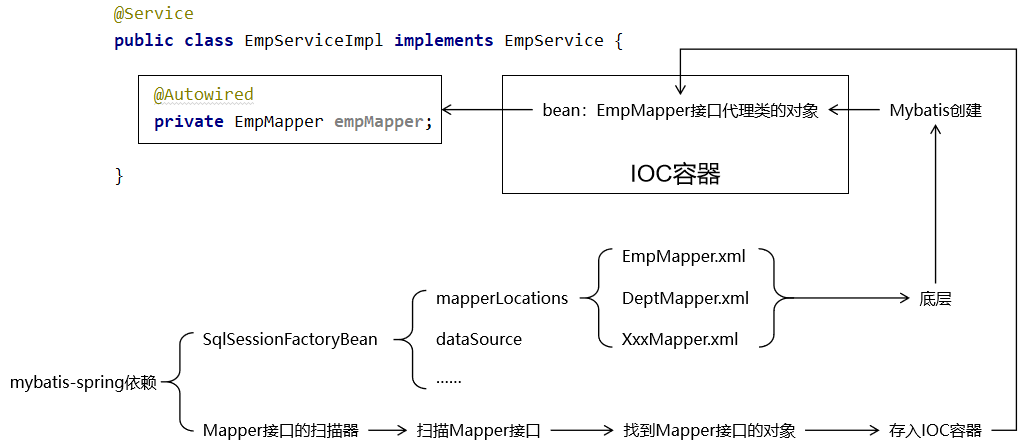 @Service
public class EmpServiceImpl implements EmpService {
@Autowired
private EmpMapper empMapper;
}
bean：EmpMapper接口代理类的对象
IOC容器
Mybatis创建
EmpMapper.xml
mapperLocations
DeptMapper.xml
底层
SqlSessionFactoryBean
dataSource
XxxMapper.xml
mybatis-spring依赖
……
Mapper接口的扫描器
扫描Mapper接口
找到Mapper接口的对象
存入IOC容器